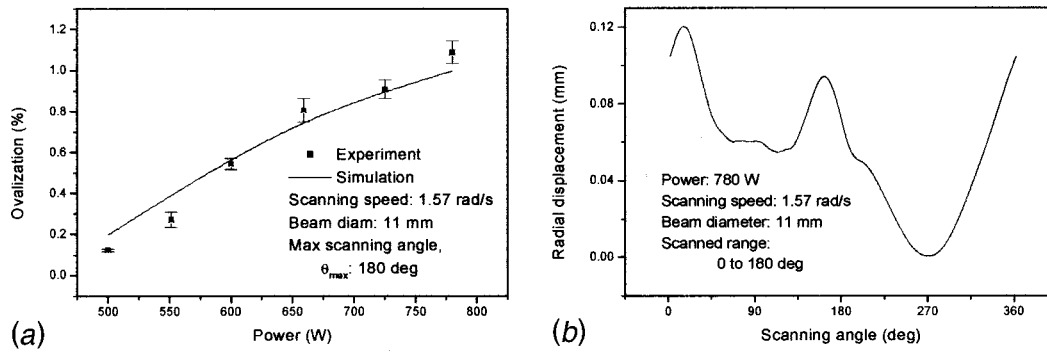 1.2
1.0
0.8
0.6
0.4
0.2
0.0
Ovalization (%)
Experiment
Simulation
Scanning speed: 1.57 rad/s
Beam diam: 11 mm
Max scanning angle,
θmax: 180 deg
500 550 600 650 700 750 800
Power (W)
(a)
0.12
0.08
0.04
0.00
Radial displacement (mm)
Power: 780 W
Scanning speed: 1.57 rad/s
Beam diameter: 11 mm
Scanned range:
0 to 180 deg
0 90 180 270 360
Scanning angle (deg)
(b)